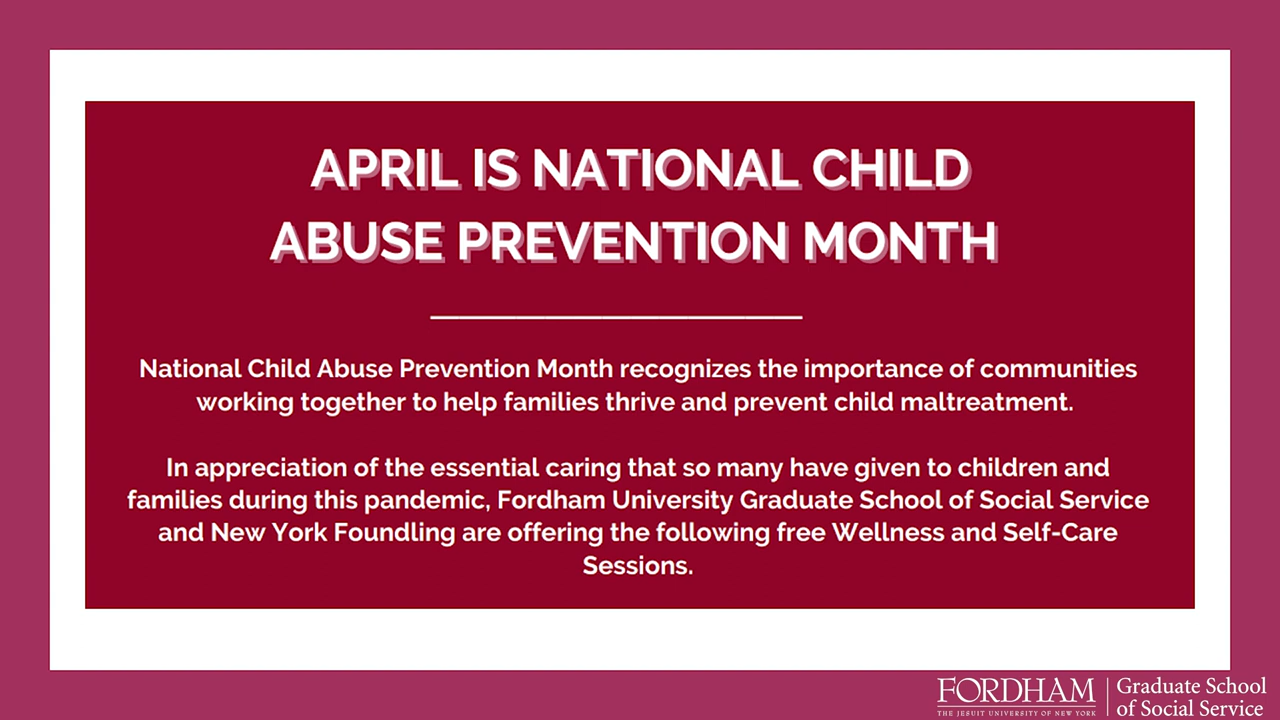 APRIL IS NATIONAL CHILD
ABUSE PREVENTION MONTH
National Child Abuse Prevention Month recognizes the importance of communities
working together to help families thrive and prevent child maltreatment.
In appreciation of the essential caring that so many have given to children and
families during this pandemic, Fordham University Graduate School of Social Service
and New York Foundling are offering the following free Wellness and Self-Care
Sessions.
FORDHAM
THE JESUIT UNIVERSITY OF NEW YORK
Graduate School
of Social Service